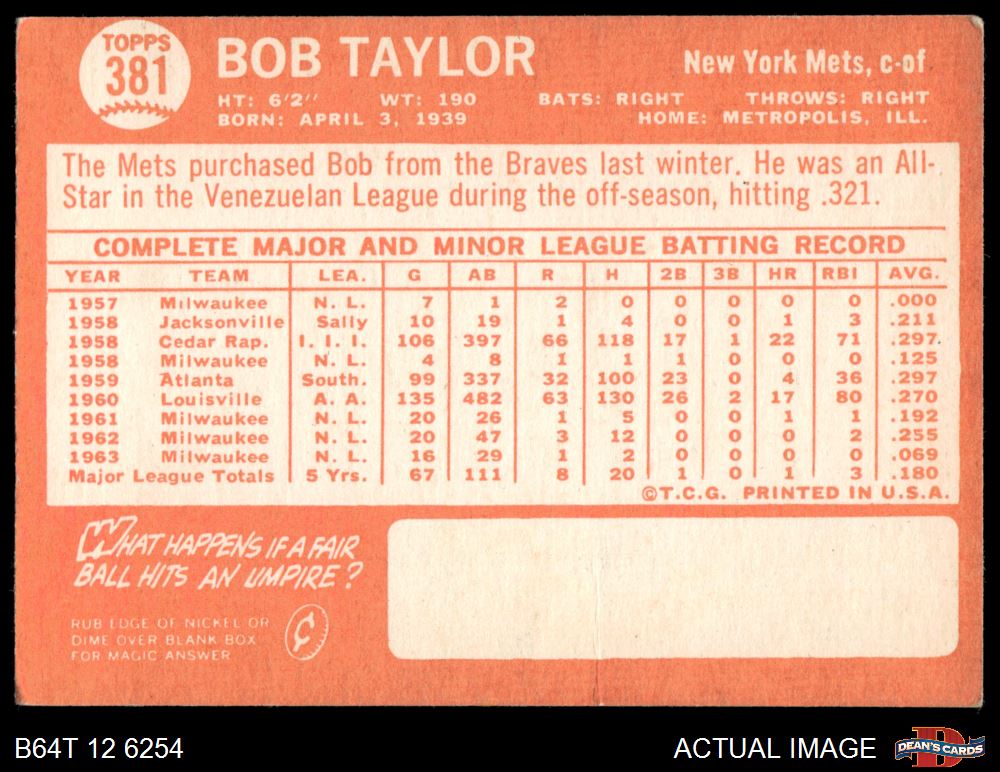 TOPPS
381
BOB TAYLOR
New York Mets, c-of
HT: 6'2'' WT: 190 BATS: RIGHT THROWS: RIGHT
BORN: APRIL 3, 1939 HOME: METROPOLIS, ILL.
The Mets purchased Bob from the Braves last winter. He was an All-
Star in the Venezuelan League during the off-season, hitting .321.
COMPLETE MAJOR AND MINOR LEAGUE BATTING RECORD
YEAR TEAM LEA. G AB R H 2B 3B HR RBI AVG.
1957 Milwaukee N. L. 7 1 2 0 0 0 0 0 .000
1958 Jacksonville Sally 10 19 1 4 0 0 1 3 .211
1958 Cedar Rap. I. I. I. 106 397 66 118 17 1 22 71 .297
1958 Milwaukee N. L. 4 8 1 1 1 0 0 0 .125
1959 Atlanta South. 99 337 32 100 23 0 4 36 .297
1960 Louisville A. A. 135 482 63 130 26 2 17 80 .270
1961 Milwaukee N. L. 20 26 1 5 0 0 1 1 .192
1962 Milwaukee N. L. 20 47 3 12 0 0 0 2 .255
1963 Milwaukee N. L. 16 29 1 2 0 0 0 0 .069
Major League Totals 5 Yrs. 67 111 8 20 1 0 1 3 .180
©T.C.G. PRINTED IN U.S.A.
WHAT HAPPENS IF A FAIR
BALL HITS AN UMPIRE?
RUB EDGE OF NICKEL OR
DIME OVER BLANK BOX
FOR MAGIC ANSWER
¢
B64T 12 6254
ACTUAL IMAGE
DEAN'S CARDS